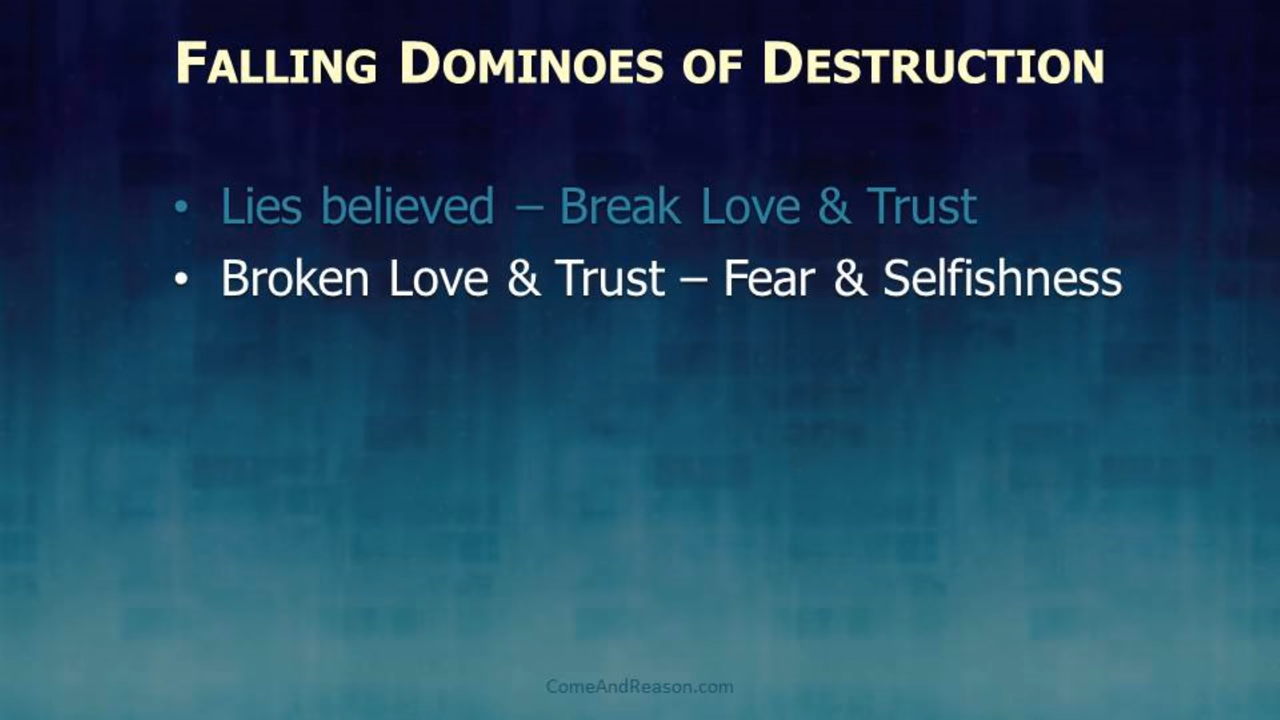 FALLING DOMINOES OF DESTRUCTION
• Lies believed – Break Love & Trust
• Broken Love & Trust – Fear & Selfishness
ComeAndReason.com